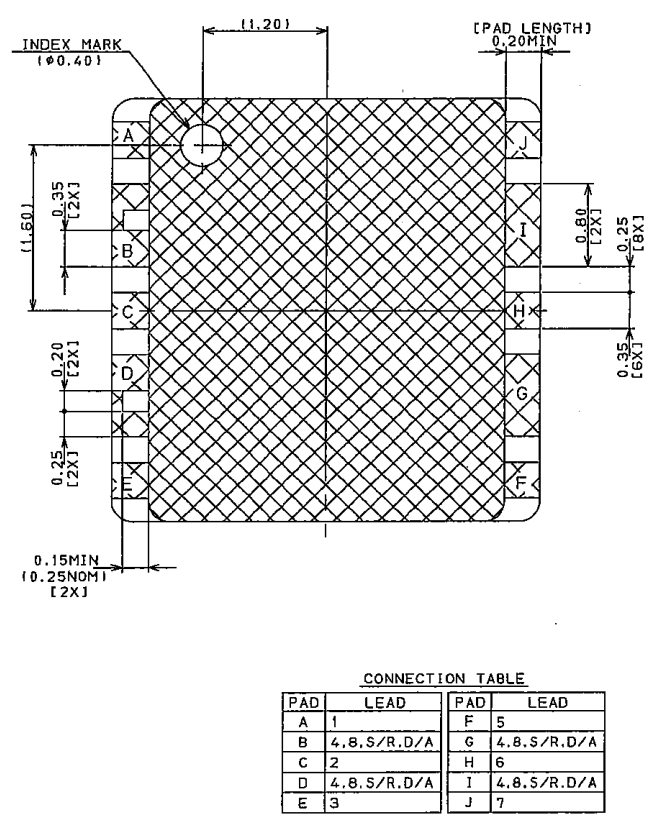 (1.20)
[PAD LENGTH]
0.20MIN
INDEX MARK
(φ0.40)
A
J
0.35
[2X]
(1.60)
B
I
0.80
[2X]
0.25
[8X]
C
H
0.20
[2X]
D
0.35
[6X]
G
0.25
[2X]
E
F
0.15MIN
(0.25NOM)
[2X]
CONNECTION TABLE
PAD LEAD PAD LEAD
A 1 F 5
B 4.8.S/R.D/A G 4.8.S/R.D/A
C 2 H 6
D 4.8.S/R.D/A I 4.8.S/R.D/A
E 3 J 7